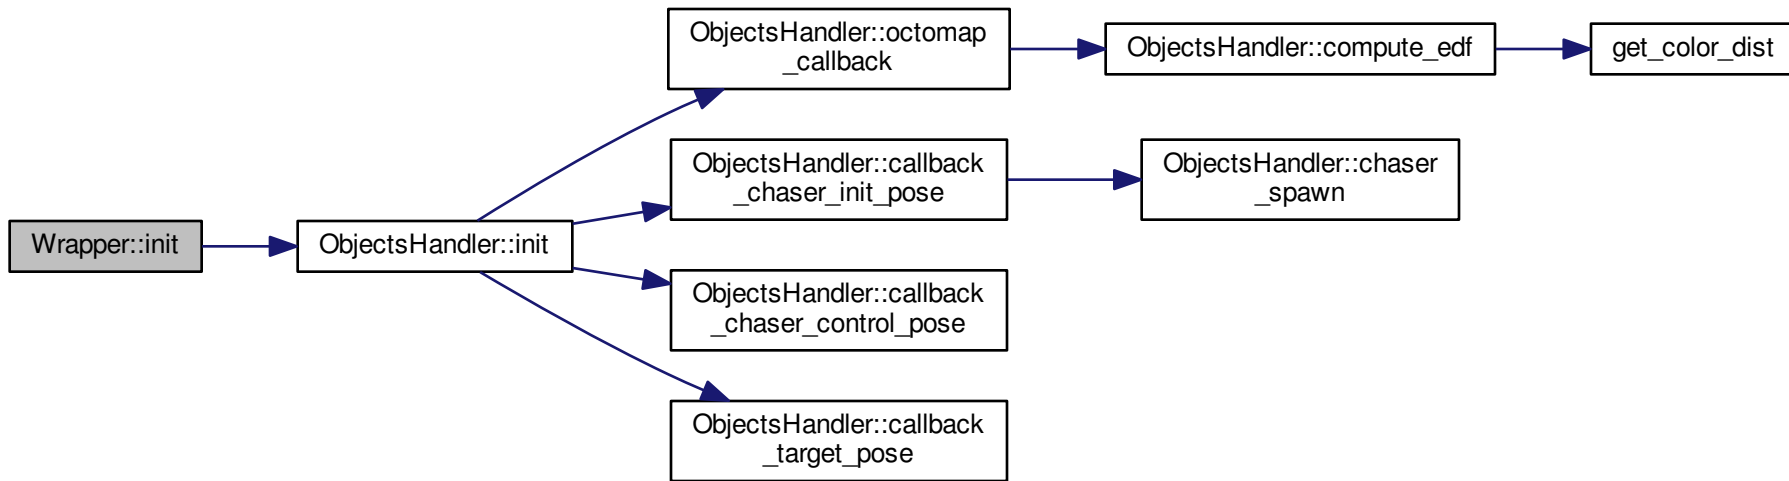 Wrapper::init
ObjectsHandler::init
ObjectsHandler::octomap
_callback
ObjectsHandler::compute_edf
get_color_dist
ObjectsHandler::callback
_chaser_init_pose
ObjectsHandler::chaser
_spawn
ObjectsHandler::callback
_chaser_control_pose
ObjectsHandler::callback
_target_pose